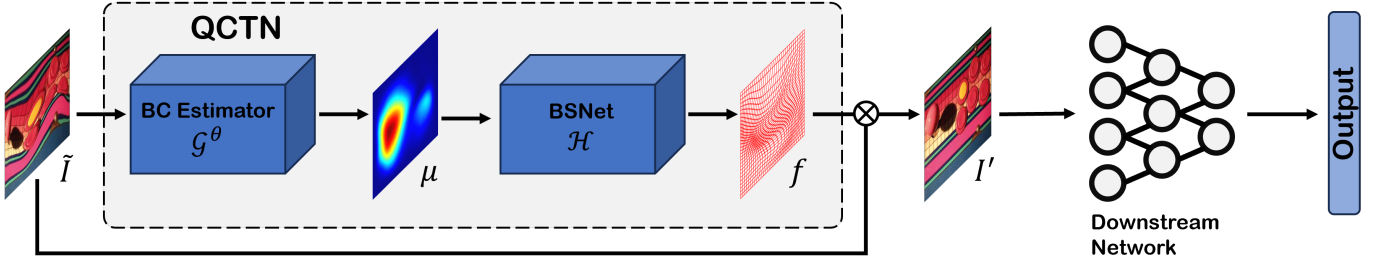 QCTN
BC Estimator
𝒢^θ
BSNet
ℋ
Ĩ
μ
f
I′
Downstream
Network
Output